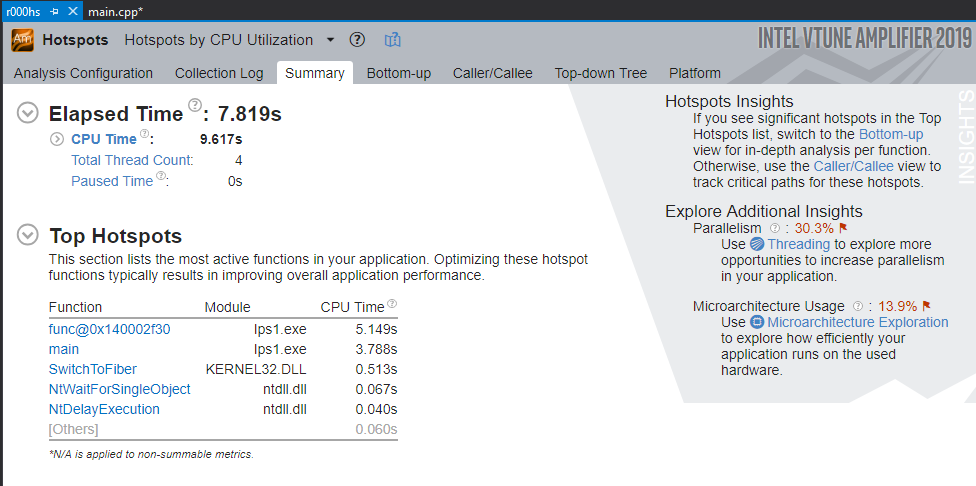 r000hs
main.cpp*
Hotspots Hotspots by CPU Utilization ?
INTEL VTUNE AMPLIFIER 2019
Analysis Configuration Collection Log Summary Bottom-up Caller/Callee Top-down Tree Platform
Elapsed Time ?: 7.819s
CPU Time ?: 9.617s
Total Thread Count: 4
Paused Time ?: 0s
Top Hotspots
This section lists the most active functions in your application. Optimizing these hotspot
functions typically results in improving overall application performance.
Function Module CPU Time ?
func@0x140002f30 lps1.exe 5.149s
main lps1.exe 3.788s
SwitchToFiber KERNEL32.DLL 0.513s
NtWaitForSingleObject ntdll.dll 0.067s
NtDelayExecution ntdll.dll 0.040s
[Others] 0.060s
*N/A is applied to non-summable metrics.
Hotspots Insights
If you see significant hotspots in the Top
Hotspots list, switch to the Bottom-up
view for in-depth analysis per function.
Otherwise, use the Caller/Callee view to
track critical paths for these hotspots.
Explore Additional Insights
Parallelism ? : 30.3%
Use Threading to explore more
opportunities to increase parallelism
in your application.
Microarchitecture Usage ? : 13.9%
Use Microarchitecture Exploration
to explore how efficiently your
application runs on the used
hardware.
INSIGHTS